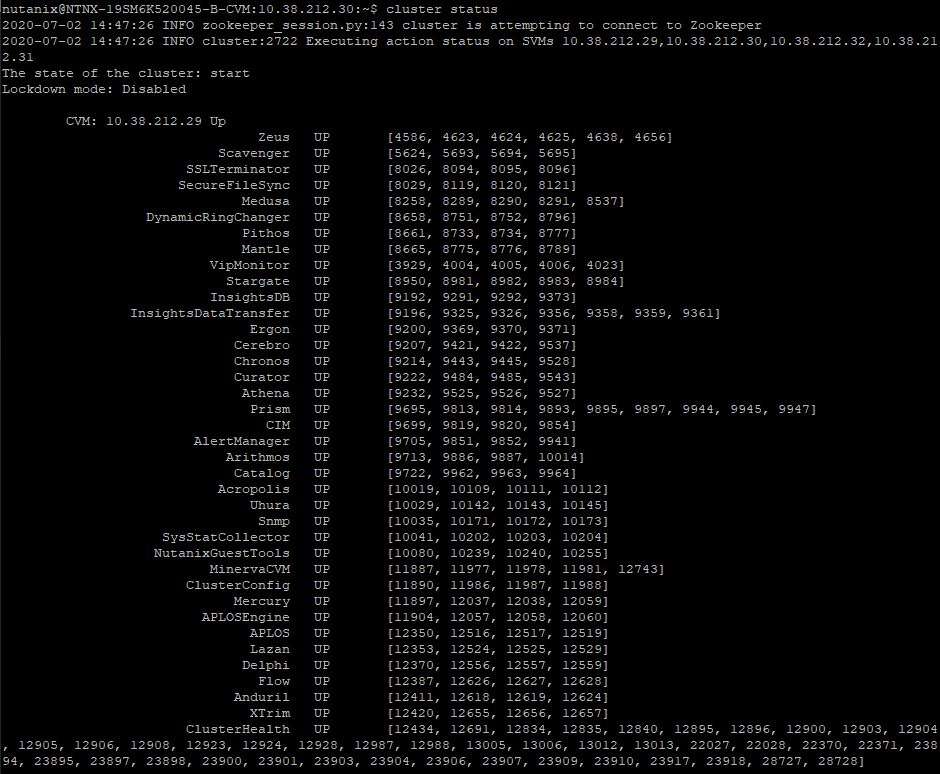 nutanix@NTNX-19SM6K520045-B-CVM:10.38.212.30:~$ cluster status
2020-07-02 14:47:26 INFO zookeeper_session.py:143 cluster is attempting to connect to Zookeeper
2020-07-02 14:47:26 INFO cluster:2722 Executing action status on SVMs 10.38.212.29,10.38.212.30,10.38.212.32,10.38.21
2.31
The state of the cluster: start
Lockdown mode: Disabled
CVM: 10.38.212.29 Up
Zeus UP [4586, 4623, 4624, 4625, 4638, 4656]
Scavenger UP [5624, 5693, 5694, 5695]
SSLTerminator UP [8026, 8094, 8095, 8096]
SecureFileSync UP [8029, 8119, 8120, 8121]
Medusa UP [8258, 8289, 8290, 8291, 8537]
DynamicRingChanger UP [8658, 8751, 8752, 8796]
Pithos UP [8661, 8733, 8734, 8777]
Mantle UP [8665, 8775, 8776, 8789]
VipMonitor UP [3929, 4004, 4005, 4006, 4023]
Stargate UP [8950, 8981, 8982, 8983, 8984]
InsightsDB UP [9192, 9291, 9292, 9373]
InsightsDataTransfer UP [9196, 9325, 9326, 9356, 9358, 9359, 9361]
Ergon UP [9200, 9369, 9370, 9371]
Cerebro UP [9207, 9421, 9422, 9537]
Chronos UP [9214, 9443, 9445, 9528]
Curator UP [9222, 9484, 9485, 9543]
Athena UP [9232, 9525, 9526, 9527]
Prism UP [9695, 9813, 9814, 9893, 9895, 9897, 9944, 9945, 9947]
CIM UP [9699, 9819, 9820, 9854]
AlertManager UP [9705, 9851, 9852, 9941]
Arithmos UP [9713, 9886, 9887, 10014]
Catalog UP [9722, 9962, 9963, 9964]
Acropolis UP [10019, 10109, 10111, 10112]
Uhura UP [10029, 10142, 10143, 10145]
Snmp UP [10035, 10171, 10172, 10173]
SysStatCollector UP [10041, 10202, 10203, 10204]
NutanixGuestTools UP [10080, 10239, 10240, 10255]
MinervaCVM UP [11887, 11977, 11978, 11981, 12743]
ClusterConfig UP [11890, 11986, 11987, 11988]
Mercury UP [11897, 12037, 12038, 12059]
APLOSEngine UP [11904, 12057, 12058, 12060]
APLOS UP [12350, 12516, 12517, 12519]
Lazan UP [12353, 12524, 12525, 12529]
Delphi UP [12370, 12556, 12557, 12559]
Flow UP [12387, 12626, 12627, 12628]
Anduril UP [12411, 12618, 12619, 12624]
XTrim UP [12420, 12655, 12656, 12657]
ClusterHealth UP [12434, 12691, 12834, 12835, 12840, 12895, 12896, 12900, 12903, 12904
, 12905, 12906, 12908, 12923, 12924, 12928, 12987, 12988, 13005, 13006, 13012, 13013, 22027, 22028, 22370, 22371, 238
94, 23895, 23897, 23898, 23900, 23901, 23903, 23904, 23906, 23907, 23909, 23910, 23917, 23918, 28727, 28728]